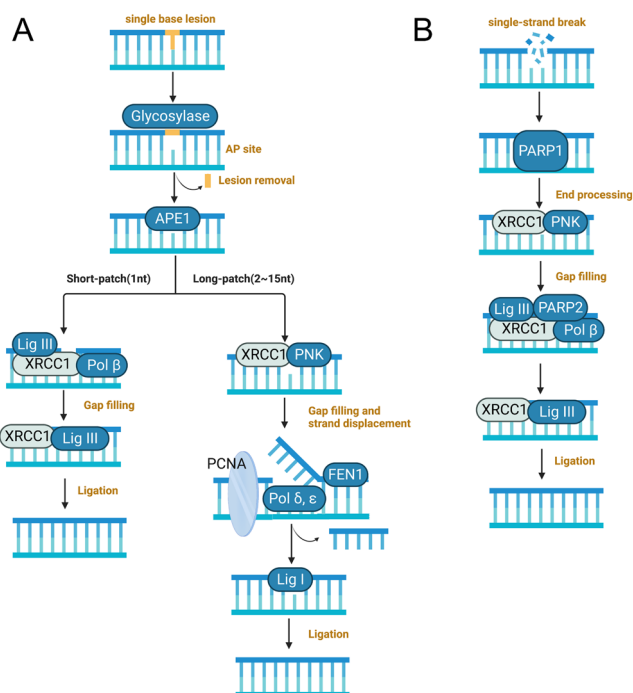 A
single base lesion
Glycosylase
AP site
Lesion removal
APE1
Short-patch(1nt)
Long-patch(2~15nt)
Lig III
XRCC1
Pol β
Gap filling
XRCC1
Lig III
Ligation
XRCC1
PNK
Gap filling and
strand displacement
PCNA
FEN1
Pol δ, ε
Lig I
Ligation
B
single-strand break
PARP1
End processing
XRCC1
PNK
Gap filling
Lig III
PARP2
XRCC1
Pol β
XRCC1
Lig III
Ligation